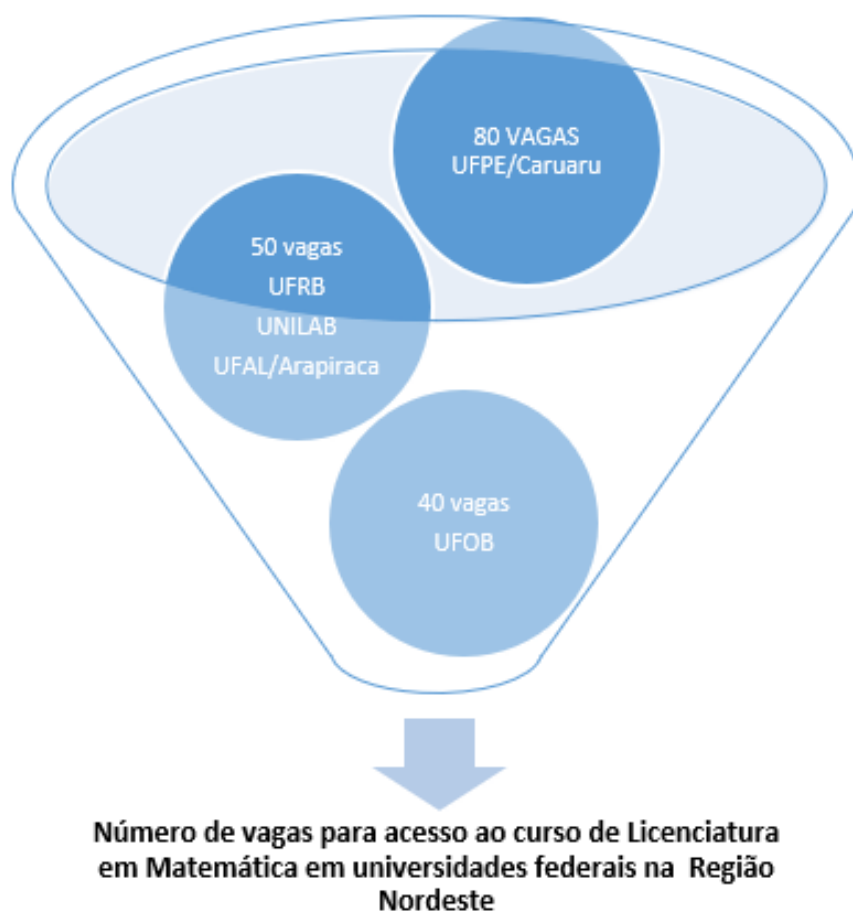 80 VAGAS
UFPE/Caruaru
50 vagas
UFRB
UNILAB
UFAL/Arapiraca
40 vagas
UFOB
Número de vagas para acesso ao curso de Licenciatura
em Matemática em universidades federais na Região
Nordeste